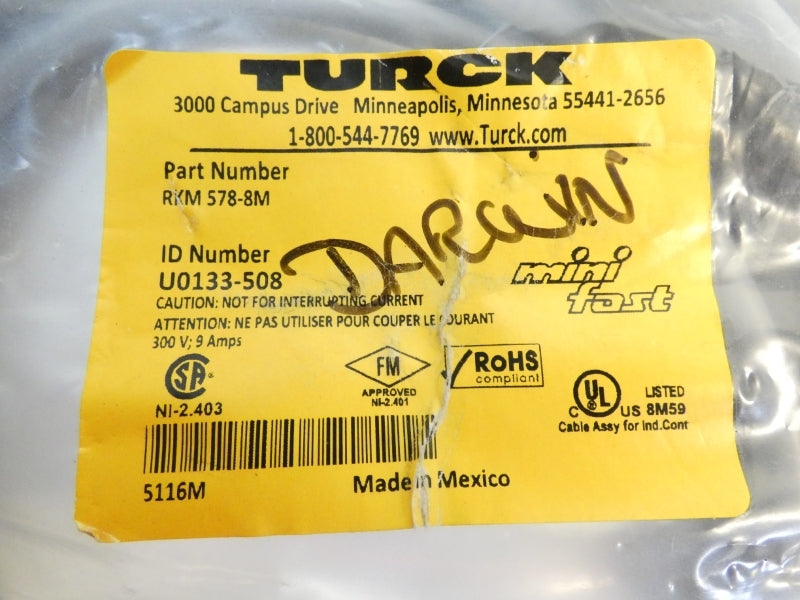 TURCK
3000 Campus Drive Minneapolis, Minnesota 55441-2656
1-800-544-7769 www.Turck.com
Part Number
RKM 578-8M
DARWIN
ID Number
U0133-508
mini
fast
CAUTION: NOT FOR INTERRUPTING CURRENT
ATTENTION: NE PAS UTILISER POUR COUPER LE COURANT
300 V; 9 Amps
SA
NI-2.403
FM
APPROVED
NI-2.401
RoHS
compliant
UL
C US LISTED 8M59
Cable Assy for Ind.Cont
5116M
Made in Mexico